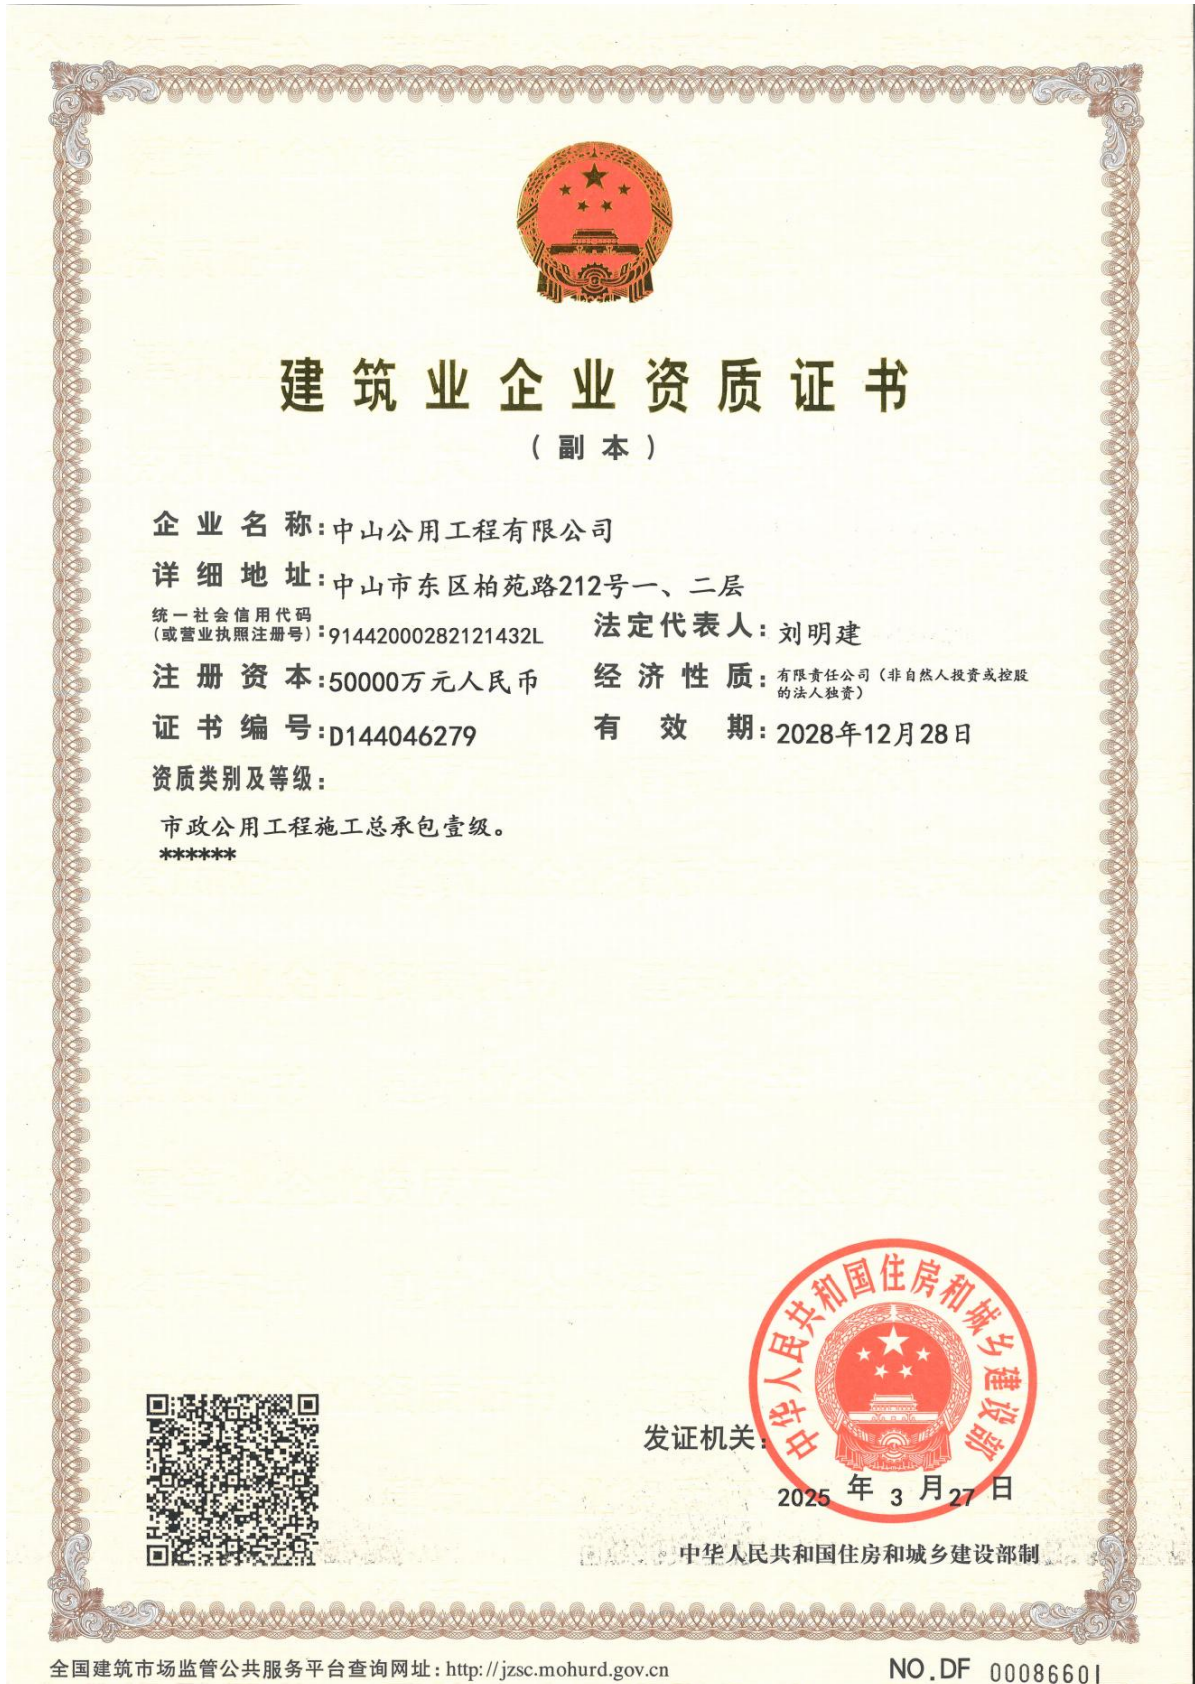 建筑业企业资质证书
（副本）
企业名称:中山公用工程有限公司
详细地址:中山市东区柏苑路212号一、二层
统一社会信用代码
(或营业执照注册号):91442000282121432L
法定代表人:刘明建
注册资本:50000万元人民币
经济性质:有限责任公司（非自然人投资或控股
的法人独资）
证书编号:D144046279
有效期:2028年12月28日
资质类别及等级:
市政公用工程施工总承包壹级。
******
中华人民共和国住房和城乡建设部
发证机关:
2025年3月27日
中华人民共和国住房和城乡建设部制
全国建筑市场监管公共服务平台查询网址:http://jzsc.mohurd.gov.cn
NO.DF 00086601